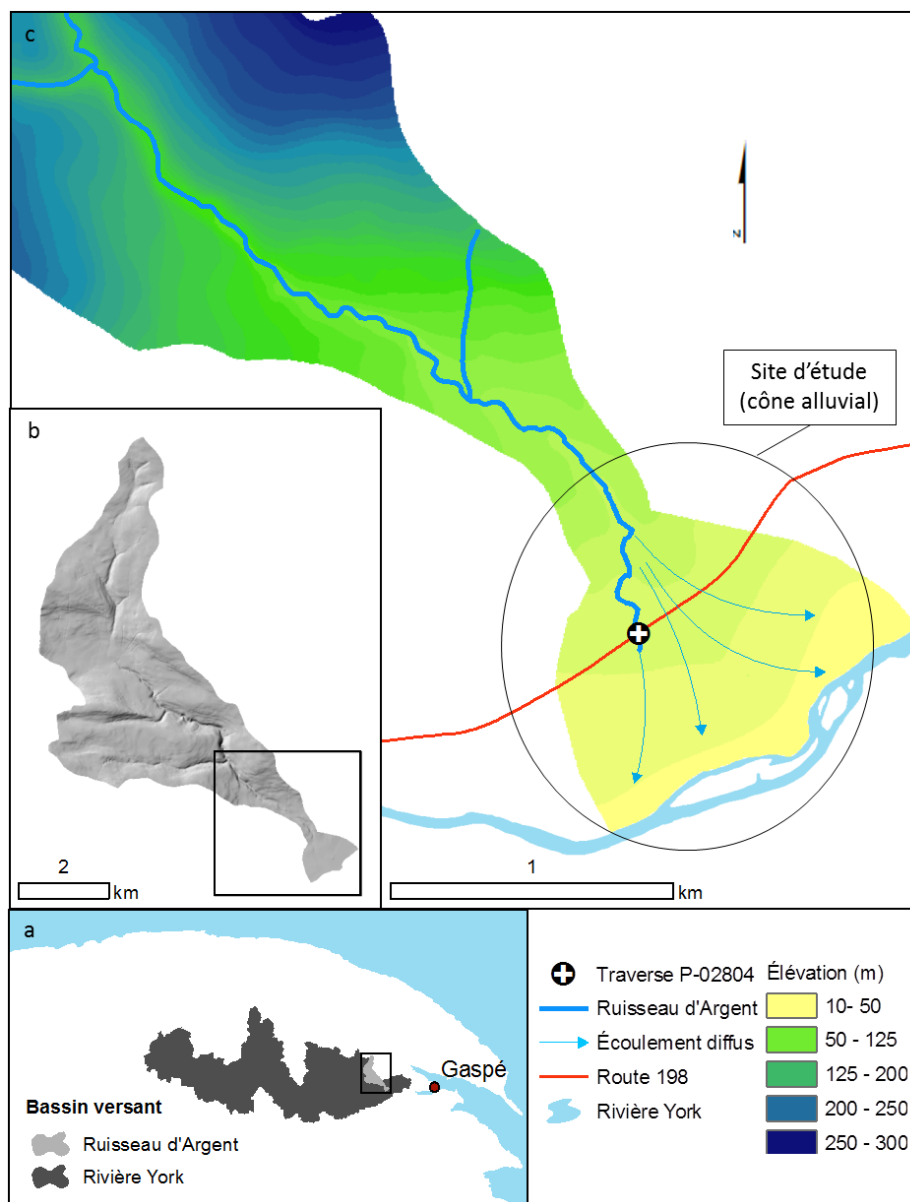 c
N
Site d'étude
(cône alluvial)
b
2
km
1
km
a
Gaspé
Bassin versant
Ruisseau d'Argent
Rivière York
Traverse P-02804
Ruisseau d'Argent
Écoulement diffus
Route 198
Rivière York
Élévation (m)
10- 50
50 - 125
125 - 200
200 - 250
250 - 300